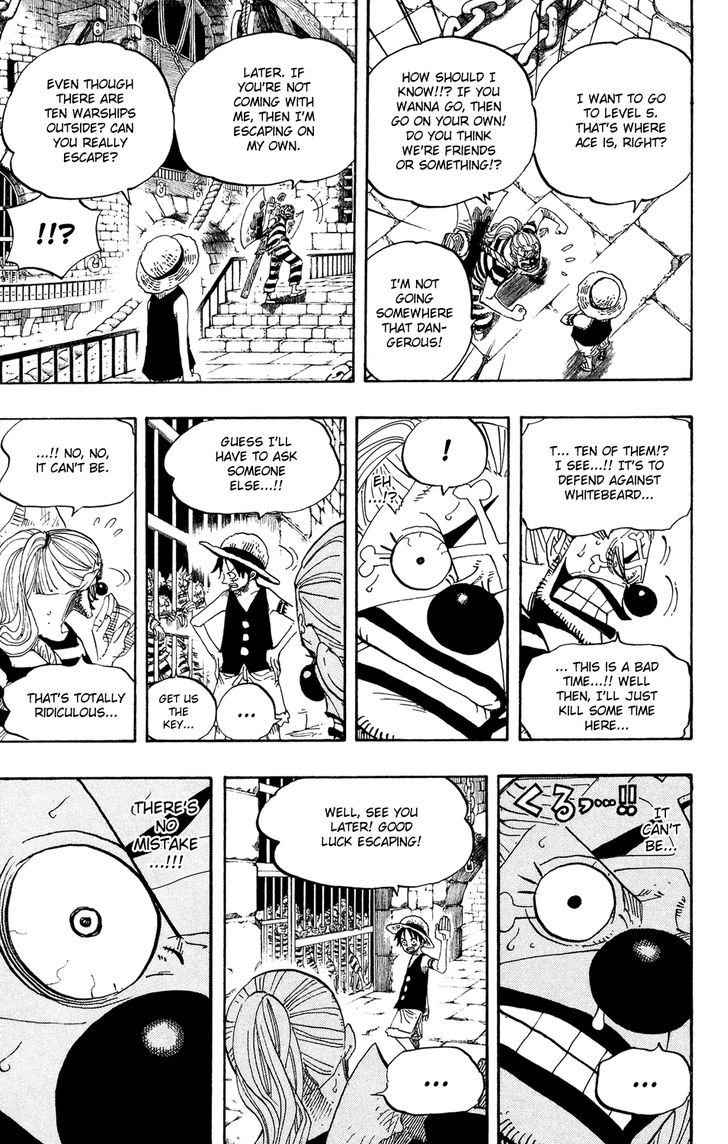 I WANT TO GO
TO LEVEL 5.
THAT'S WHERE
ACE IS, RIGHT?
HOW SHOULD I
KNOW!!? IF YOU
WANNA GO, THEN
GO ON YOUR OWN!
DO YOU THINK
WE'RE FRIENDS
OR SOMETHING!?
I'M NOT
GOING
SOMEWHERE
THAT DAN-
GEROUS!
LATER. IF
YOU'RE NOT
COMING WITH
ME, THEN I'M
ESCAPING ON
MY OWN.
EVEN THOUGH
THERE ARE
TEN WARSHIPS
OUTSIDE? CAN
YOU REALLY
ESCAPE?
!!?
T... TEN OF THEM!?
I SEE...!! IT'S TO
DEFEND AGAINST
WHITEBEARD...
... THIS IS A BAD
TIME...!! WELL
THEN, I'LL JUST
KILL SOME TIME
HERE...
!
EH
...!?
GUESS I'LL
HAVE TO ASK
SOMEONE
ELSE...!!
GET US
THE
KEY...
...
...!! NO, NO,
IT CAN'T BE.
THAT'S TOTALLY
RIDICULOUS...
くるっ…!!
IT
CAN'T
BE...
...
WELL, SEE YOU
LATER! GOOD
LUCK ESCAPING!
...
THERE'S
NO
MISTAKE
...!!!